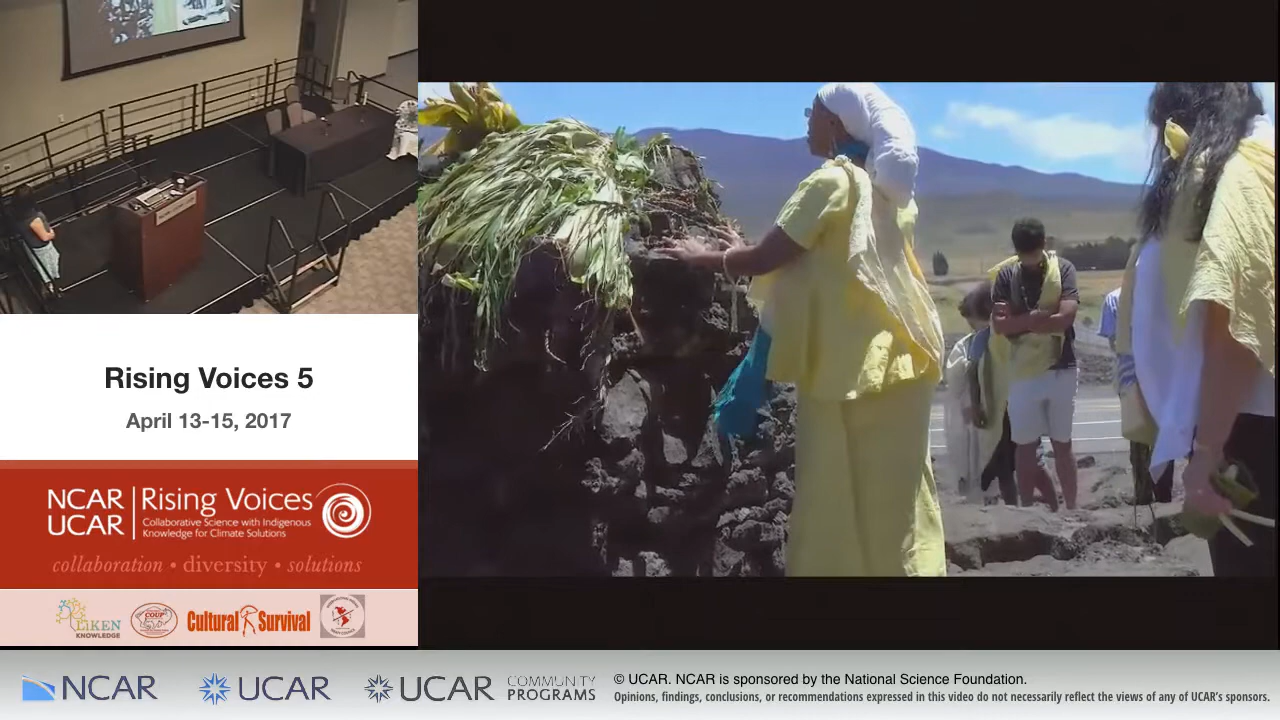 Rising Voices 5
April 13-15, 2017
NCAR
UCAR
Rising Voices
Collaborative Science with Indigenous
Knowledge for Climate Solutions
collaboration • diversity • solutions
LiKEN
KNOWLEDGE
COUP
Cultural Survival
NCAR
UCAR
UCAR
COMMUNITY
PROGRAMS
© UCAR. NCAR is sponsored by the National Science Foundation.
Opinions, findings, conclusions, or recommendations expressed in this video do not necessarily reflect the views of any of UCAR's sponsors.